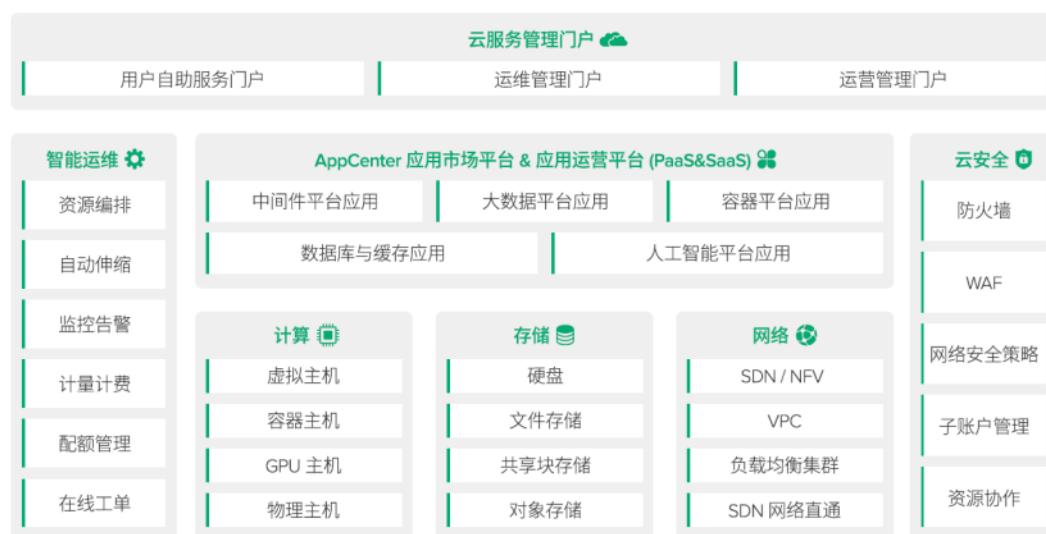 云服务管理门户
用户自助服务门户
运维管理门户
运营管理门户
智能运维
资源编排
自动伸缩
监控告警
计量计费
配额管理
在线工单
AppCenter 应用市场平台 & 应用运营平台 (PaaS&SaaS)
中间件平台应用
大数据平台应用
容器平台应用
数据库与缓存应用
人工智能平台应用
计算
虚拟主机
容器主机
GPU 主机
物理主机
存储
硬盘
文件存储
共享块存储
对象存储
网络
SDN / NFV
VPC
负载均衡集群
SDN 网络直通
云安全
防火墙
WAF
网络安全策略
子账户管理
资源协作